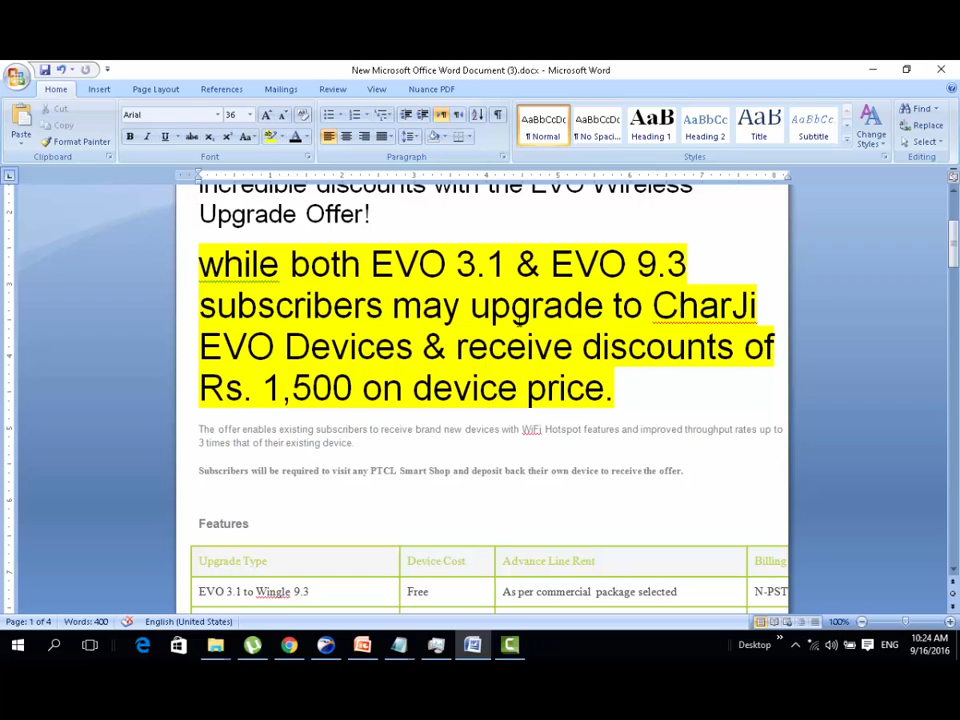 New Microsoft Office Word Document (3).docx - Microsoft Word
Home Insert Page Layout References Mailings Review View Nuance PDF
Paste
Cut
Copy
Format Painter
Clipboard
Arial 36
Font
Paragraph
AaBbCcDc AaBbCcDc AaB AaBbCc AaB AaBbCc.
¶ Normal ¶ No Spaci... Heading 1 Heading 2 Title Subtitle
Styles
Change Styles
Find
Replace
Select
Editing
incredible discounts with the EVO Wireless
Upgrade Offer!
while both EVO 3.1 & EVO 9.3
subscribers may upgrade to CharJi
EVO Devices & receive discounts of
Rs. 1,500 on device price.
The offer enables existing subscribers to receive brand new devices with WiFi Hotspot features and improved throughput rates up to
3 times that of their existing device.
Subscribers will be required to visit any PTCL Smart Shop and deposit back their own device to receive the offer.
Features
Upgrade Type Device Cost Advance Line Rent Billing
EVO 3.1 to Wingle 9.3 Free As per commercial package selected N-PST
Page: 1 of 4 Words: 400 English (United States) 100%
Desktop ENG 10:24 AM
9/16/2016